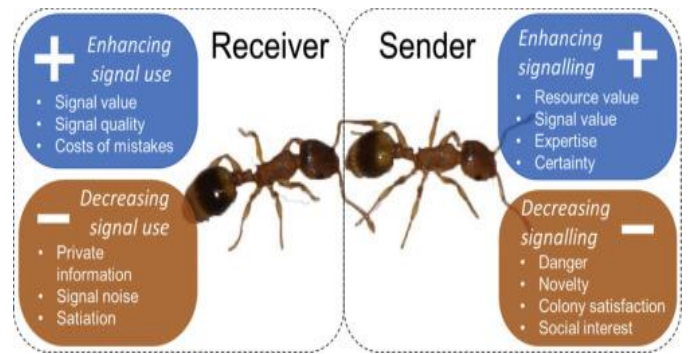 Enhancing
signal use
• Signal value
• Signal quality
• Costs of mistakes
Decreasing
signal use
• Private
information
• Signal noise
• Satiation
Receiver
Sender
Enhancing
signalling
• Resource value
• Signal value
• Expertise
• Certainty
Decreasing
signalling
• Danger
• Novelty
• Colony satisfaction
• Social interest